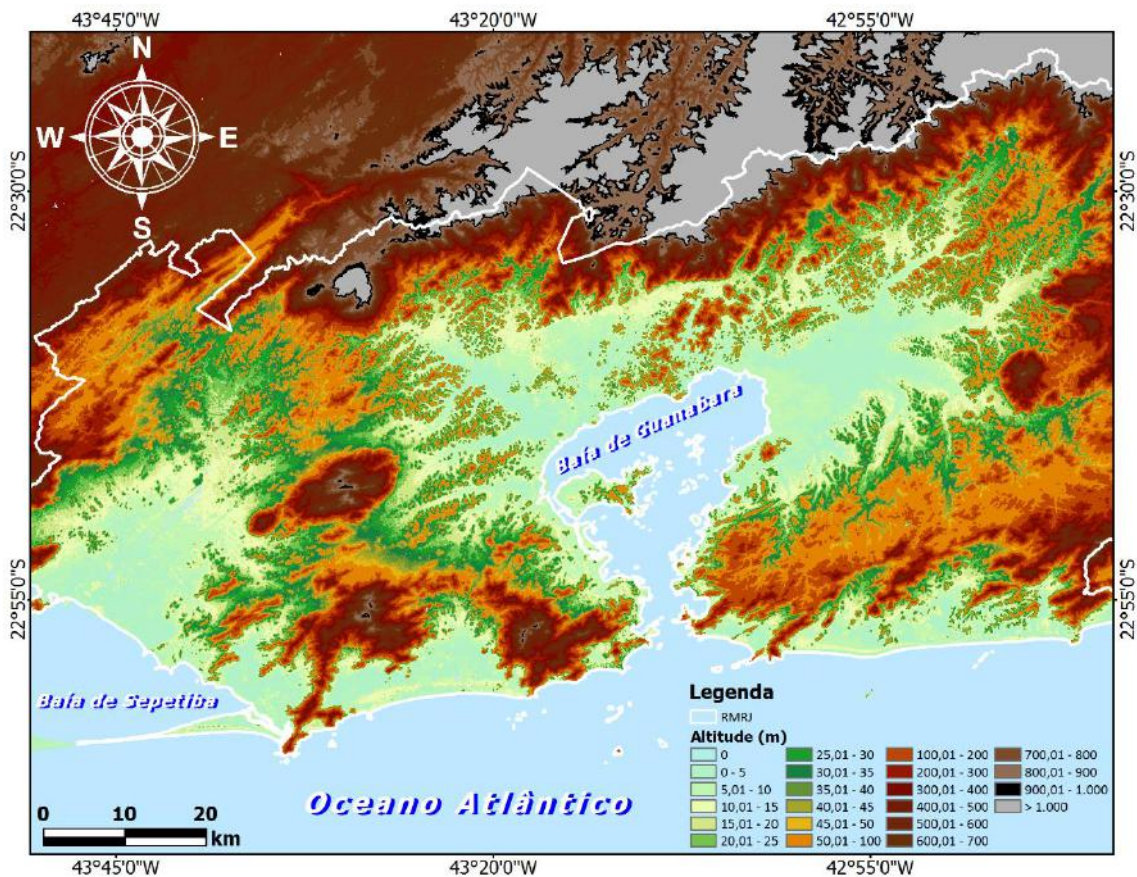 43°45'0"W 43°20'0"W 42°55'0"W
N
W E
S
22°30'0"S 22°30'0"S
Baía de Guanabara
22°55'0"S 22°55'0"S
Baía de Sepetiba
Oceano Atlântico
0 10 20
km
Legenda
RMRJ
Altitude (m)
0 25,01 - 30 100,01 - 200 700,01 - 800
0 - 5 30,01 - 35 200,01 - 300 800,01 - 900
5,01 - 10 35,01 - 40 300,01 - 400 900,01 - 1.000
10,01 - 15 40,01 - 45 400,01 - 500 > 1.000
15,01 - 20 45,01 - 50 500,01 - 600
20,01 - 25 50,01 - 100 600,01 - 700
43°45'0"W 43°20'0"W 42°55'0"W